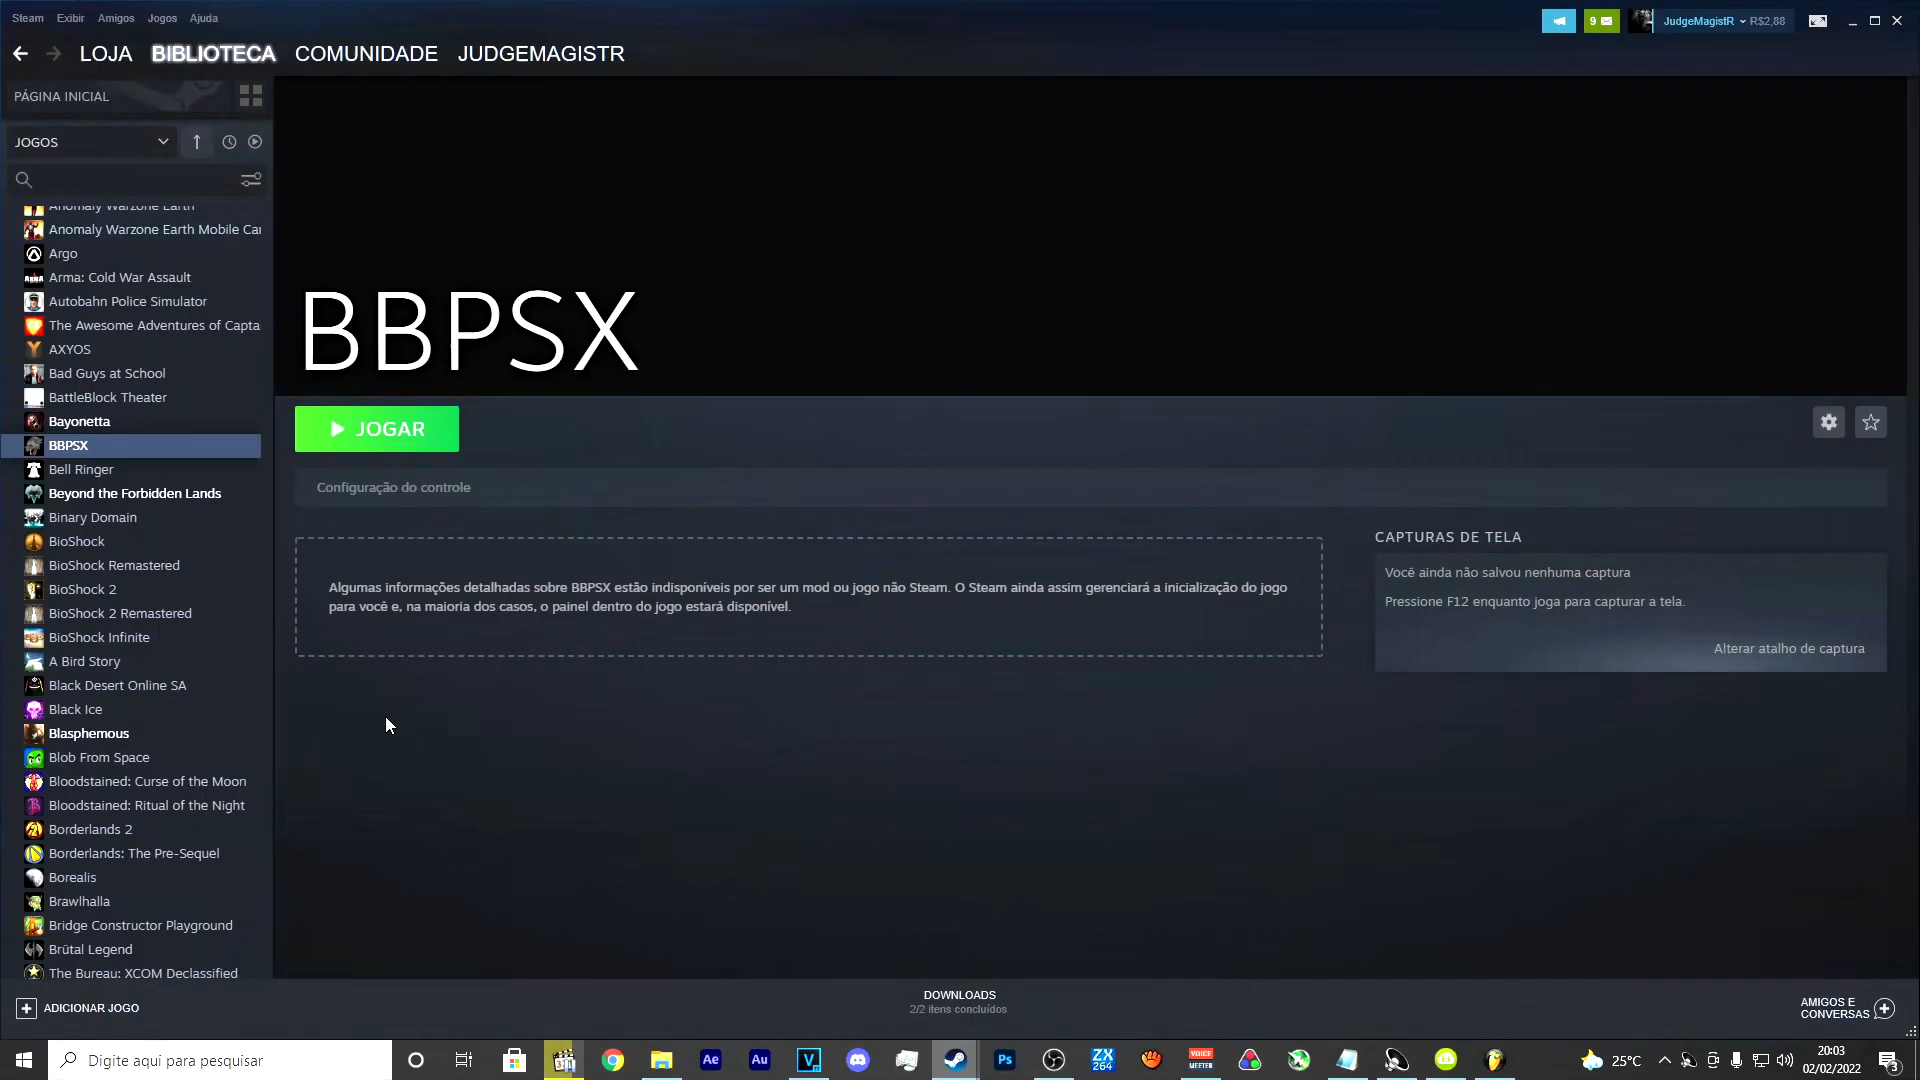 Steam Exibir Amigos Jogos Ajuda
9 JudgeMagistR R$2,88
LOJA BIBLIOTECA COMUNIDADE JUDGEMAGISTR
PÁGINA INICIAL
JOGOS
Anomaly Warzone Earth
Anomaly Warzone Earth Mobile Car
Argo
Arma: Cold War Assault
Autobahn Police Simulator
The Awesome Adventures of Capta
AXYOS
Bad Guys at School
BattleBlock Theater
Bayonetta
BBPSX
Bell Ringer
Beyond the Forbidden Lands
Binary Domain
BioShock
BioShock Remastered
BioShock 2
BioShock 2 Remastered
BioShock Infinite
A Bird Story
Black Desert Online SA
Black Ice
Blasphemous
Blob From Space
Bloodstained: Curse of the Moon
Bloodstained: Ritual of the Night
Borderlands 2
Borderlands: The Pre-Sequel
Borealis
Brawlhalla
Bridge Constructor Playground
Brütal Legend
The Bureau: XCOM Declassified
BBPSX
JOGAR
Configuração do controle
Algumas informações detalhadas sobre BBPSX estão indisponíveis por ser um mod ou jogo não Steam. O Steam ainda assim gerenciará a inicialização do jogo
para você e, na maioria dos casos, o painel dentro do jogo estará disponível.
CAPTURAS DE TELA
Você ainda não salvou nenhuma captura
Pressione F12 enquanto joga para capturar a tela.
Alterar atalho de captura
ADICIONAR JOGO
DOWNLOADS
2/2 itens concluídos
AMIGOS E
CONVERSAS
Digite aqui para pesquisar
Ae Au V Ps
ZX
264
VOICE
MEETER
25°C
20:03
02/02/2022
3